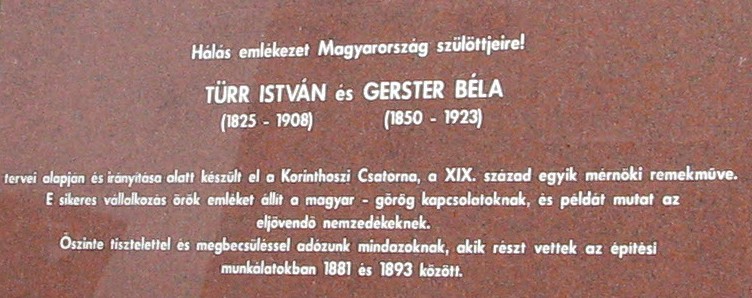 Hálás emlékezet Magyarország szülöttjeire!
TÜRR ISTVÁN és GERSTER BÉLA
(1825 - 1908) (1850 - 1923)
tervei alapján és irányítása alatt készült el a Korinthoszi Csatorna, a XIX. század egyik mérnöki remekműve.
E sikeres vállalkozás örök emléket állít a magyar - görög kapcsolatoknak, és példát mutat az
eljövendő nemzedékeknek.
Őszinte tisztelettel és megbecsüléssel adózunk mindazoknak, akik részt vettek az építési
munkálatokban 1881 és 1893 között.